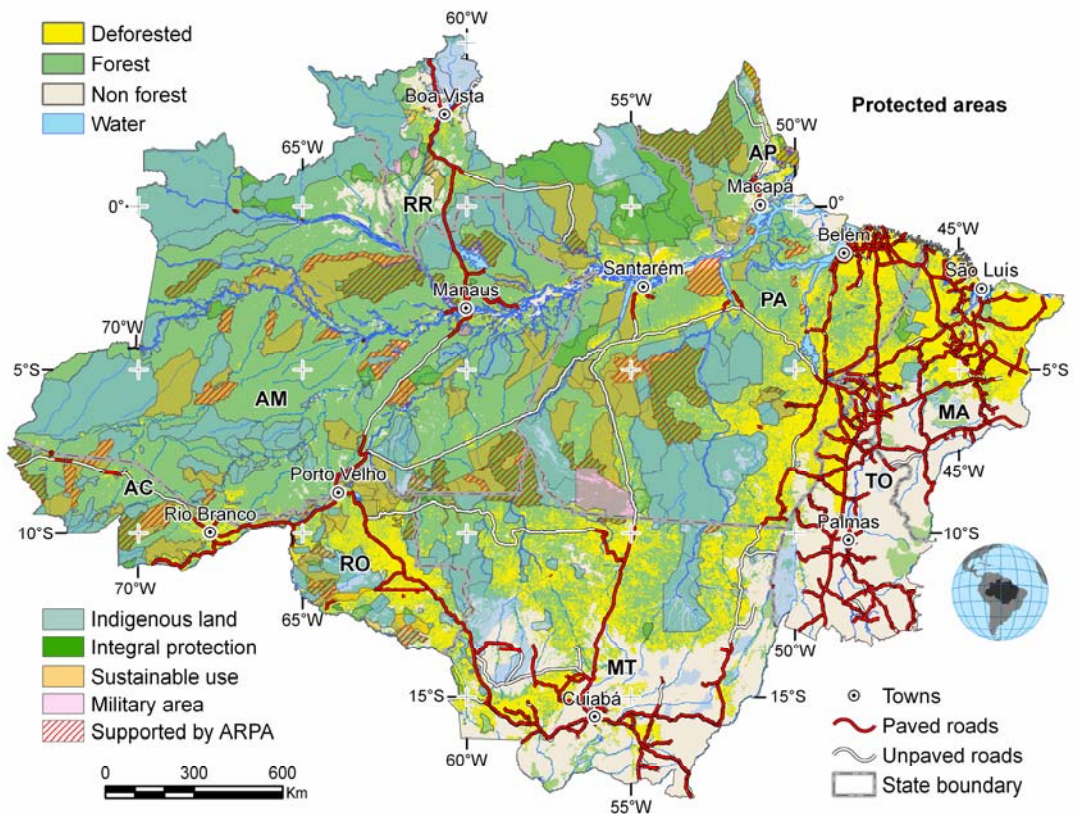 60°W
Deforested
Forest
Non forest
Water
Boa Vista
55°W
Protected areas
50°W
65°W
AP
Macapá
RR
0°
0°
Belém
45°W
São Luís
Santarém
Manaus
PA
70°W
5°S
5°S
AM
MA
45°W
Porto Velho
TO
AC
Rio Branco
Palmas
10°S
10°S
RO
70°W
65°W
Indigenous land
Integral protection
Sustainable use
Military area
Supported by ARPA
50°W
MT
15°S
15°S
Cuiabá
Towns
Paved roads
Unpaved roads
State boundary
60°W
55°W
0 200 400 600
Km